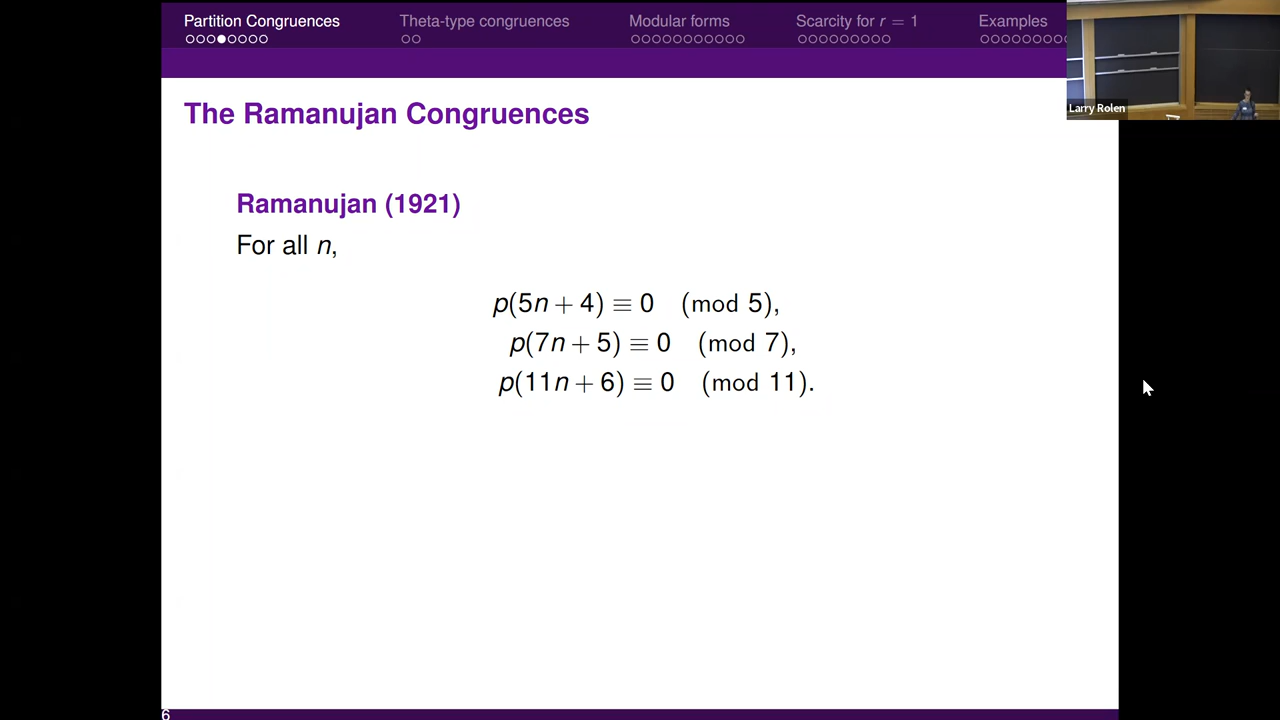 Partition Congruences Theta-type congruences Modular forms Scarcity for r = 1 Examples
Larry Rolen
The Ramanujan Congruences
Ramanujan (1921)
For all n,
p(5n + 4) ≡ 0 (mod 5),
p(7n + 5) ≡ 0 (mod 7),
p(11n + 6) ≡ 0 (mod 11).
6